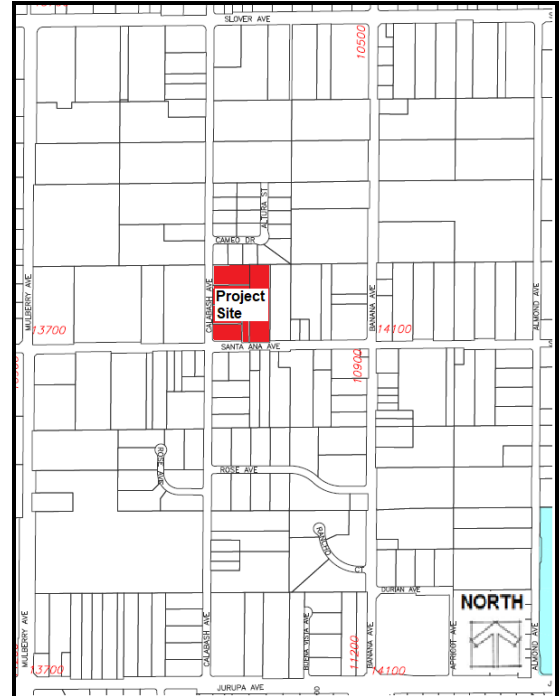 SLOVER AVE
10500
ALTURA ST
CAMEO DR
MULBERRY AVE
CALABASH AVE
Project
Site
BANANA AVE
ALMOND AVE
13700
14100
SANTA ANA AVE
10900
ROSE AVE
ROSE AVE
RANCHO
CT
DURIAN AVE
NORTH
MULBERRY AVE
CALABASH AVE
BUENA VISTA AVE
11200
BANANA AVE
APRICOT AVE
ALMOND AVE
13700
14100
JURUPA AVE